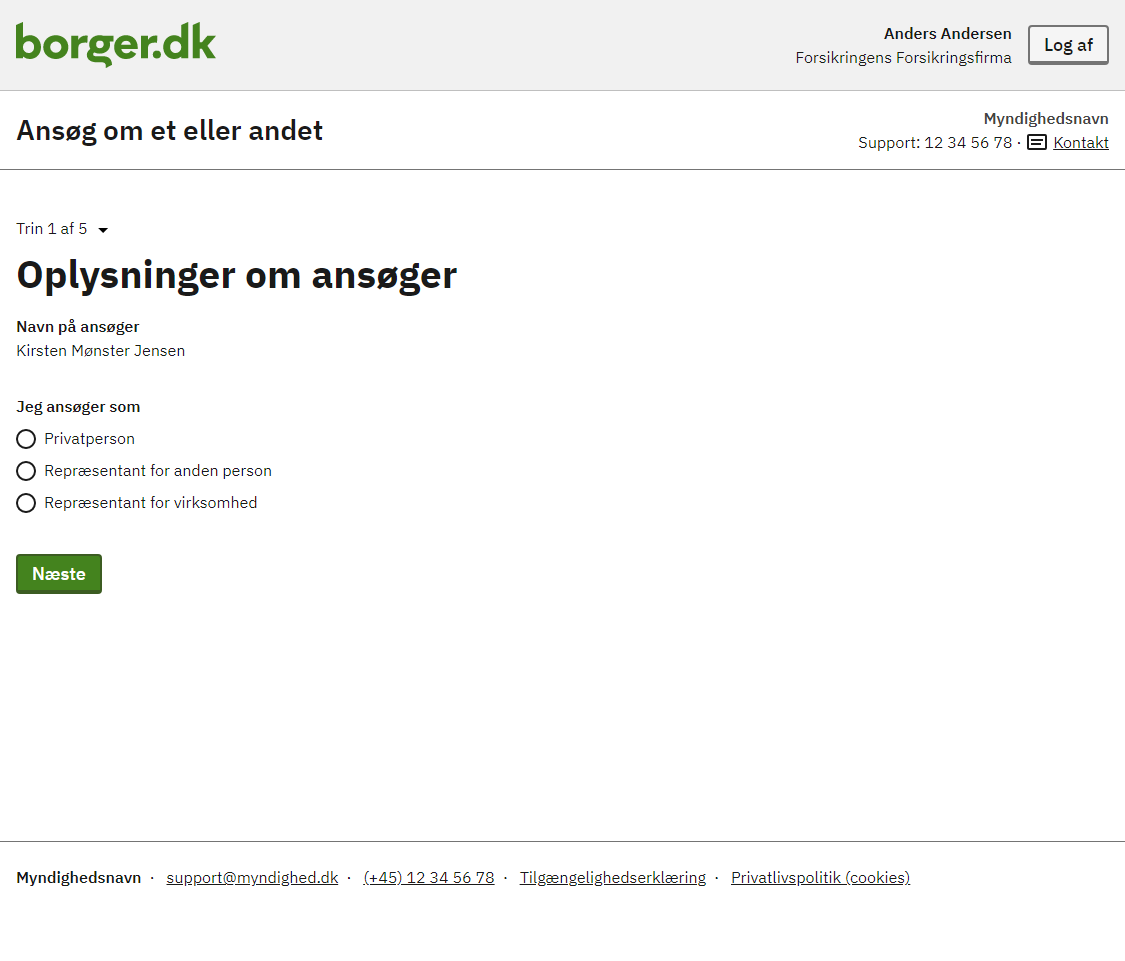 borger.dk
Anders Andersen
Forsikringens Forsikringsfirma
Log af
Ansøg om et eller andet
Myndighedsnavn
Support: 12 34 56 78 · Kontakt
Trin 1 af 5
Oplysninger om ansøger
Navn på ansøger
Kirsten Mønster Jensen
Jeg ansøger som
Privatperson
Repræsentant for anden person
Repræsentant for virksomhed
Næste
Myndighedsnavn · support@myndighed.dk · (+45) 12 34 56 78 · Tilgængelighedserklæring · Privatlivspolitik (cookies)